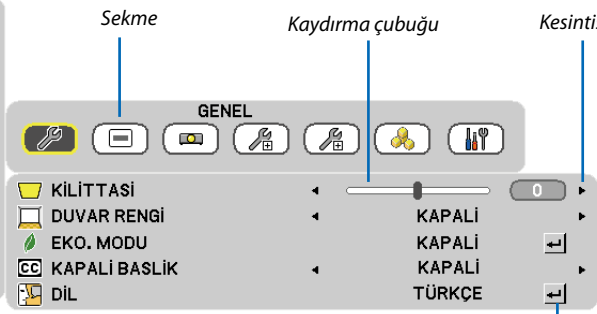 Sekme
Kaydırma çubuğu
Kesinti
GENEL
KİLİTTASİ 0
DUVAR RENGİ KAPALİ
EKO. MODU KAPALİ
CC KAPALİ BASLİK KAPALİ
DİL TÜRKÇE